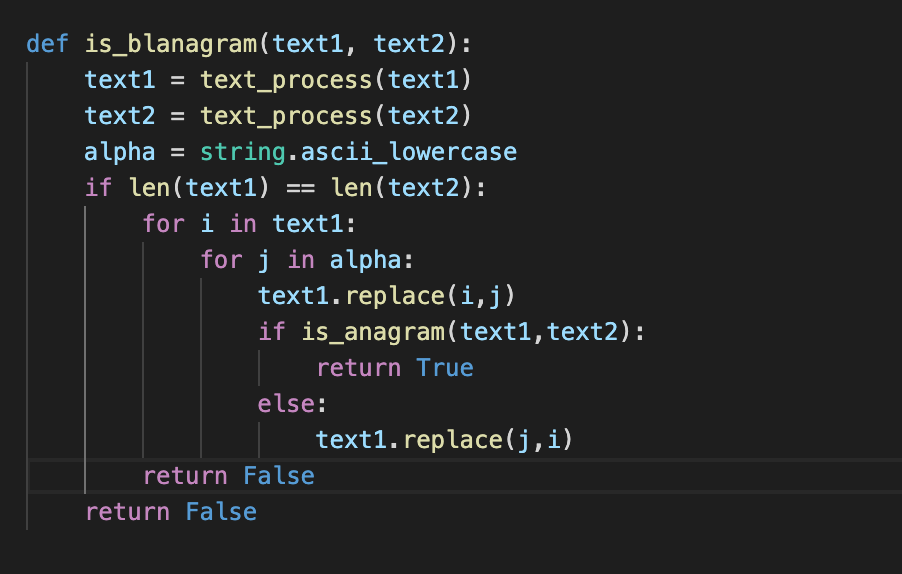 def is_blanagram(text1, text2):
    text1 = text_process(text1)
    text2 = text_process(text2)
    alpha = string.ascii_lowercase
    if len(text1) == len(text2):
        for i in text1:
            for j in alpha:
                text1.replace(i,j)
                if is_anagram(text1,text2):
                    return True
                else:
                    text1.replace(j,i)
        return False
    return False